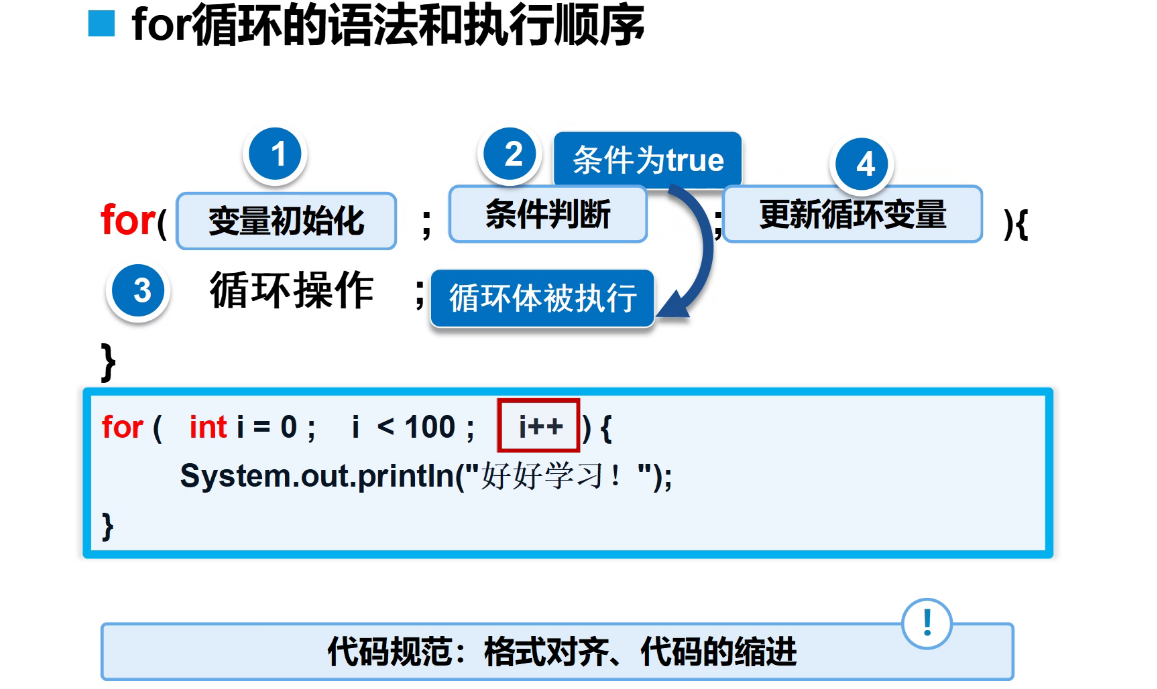 for循环的语法和执行顺序
1 2 条件为true 4
for( 变量初始化 ; 条件判断 ; 更新循环变量 ){
3 循环操作 ; 循环体被执行
}
for ( int i = 0 ; i < 100 ; i++ ) {
System.out.println("好好学习！");
}
!
代码规范：格式对齐、代码的缩进